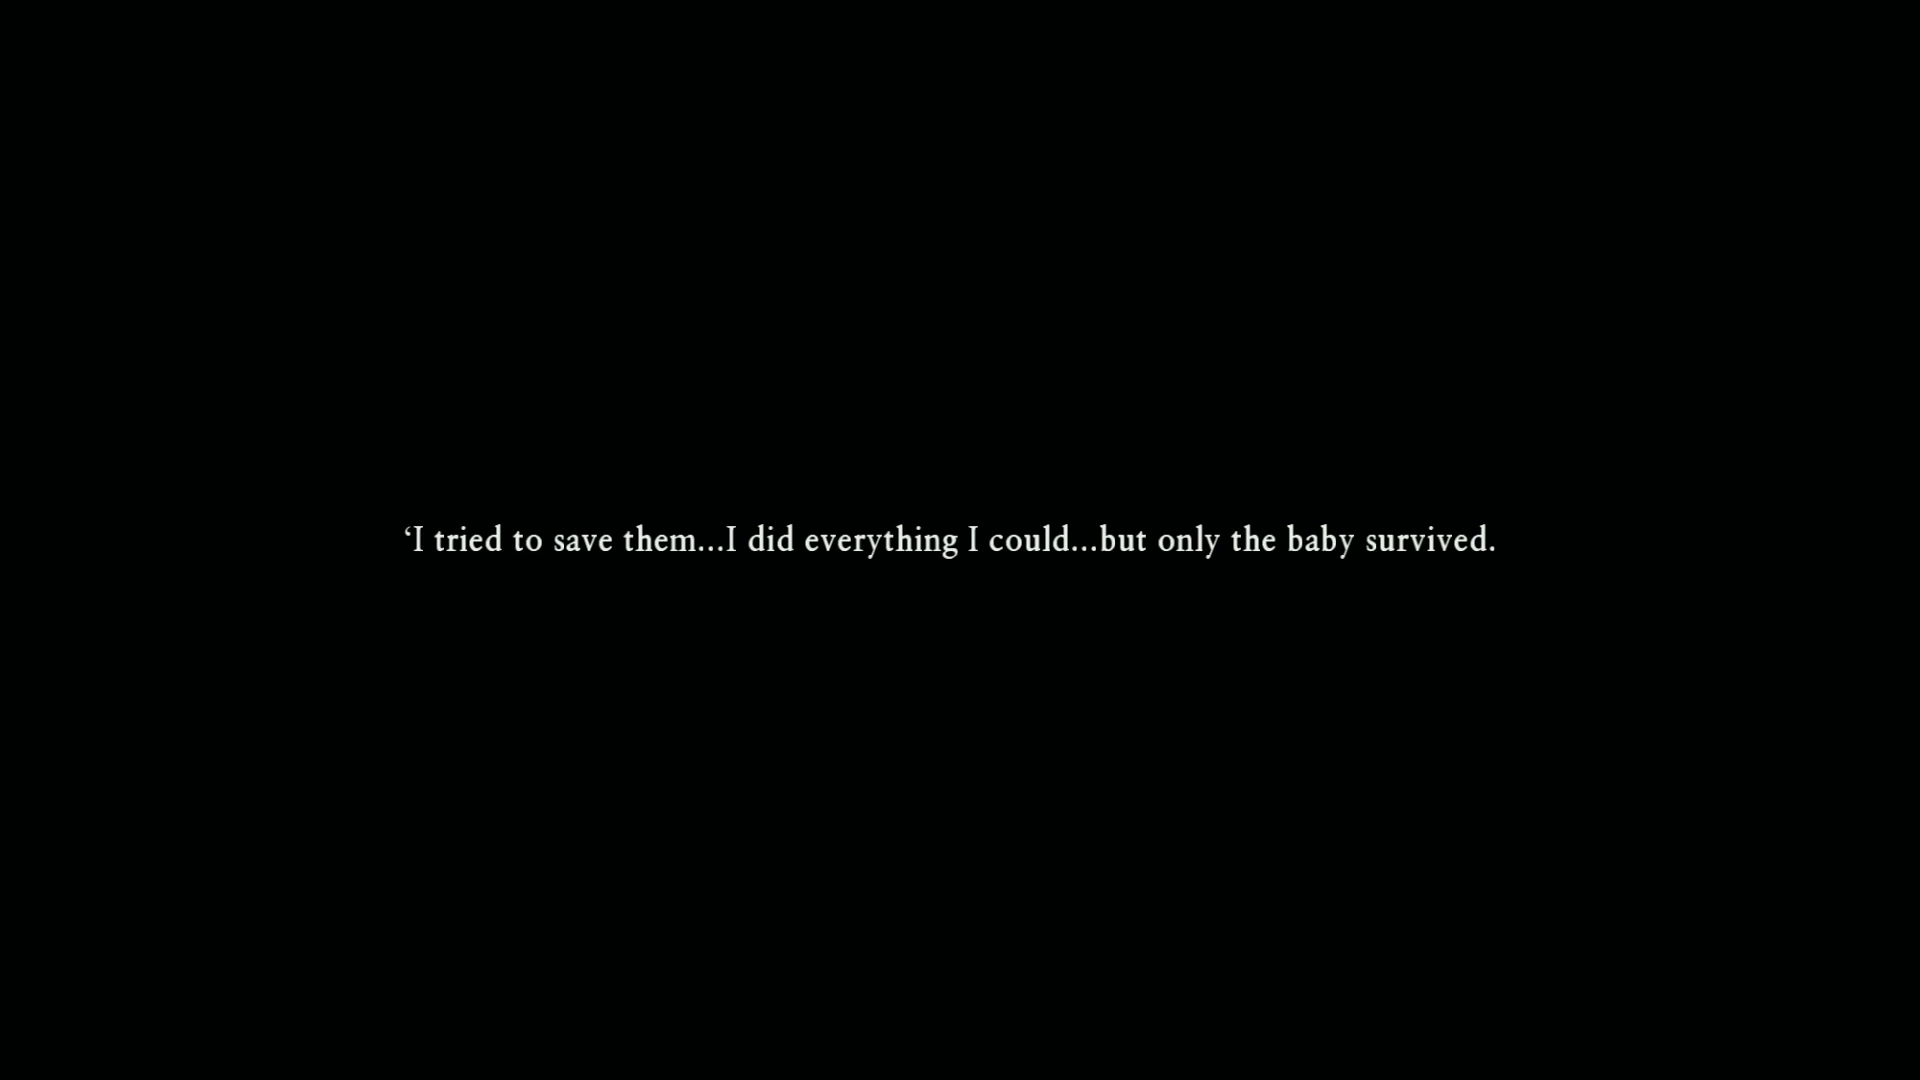 ‘I tried to save them...I did everything I could...but only the baby survived.